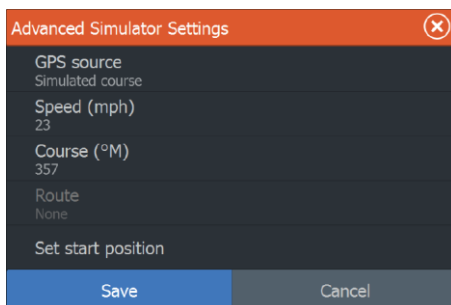 Advanced Simulator Settings
GPS source
Simulated course
Speed (mph)
23
Course (°M)
357
Route
None
Set start position
Save
Cancel